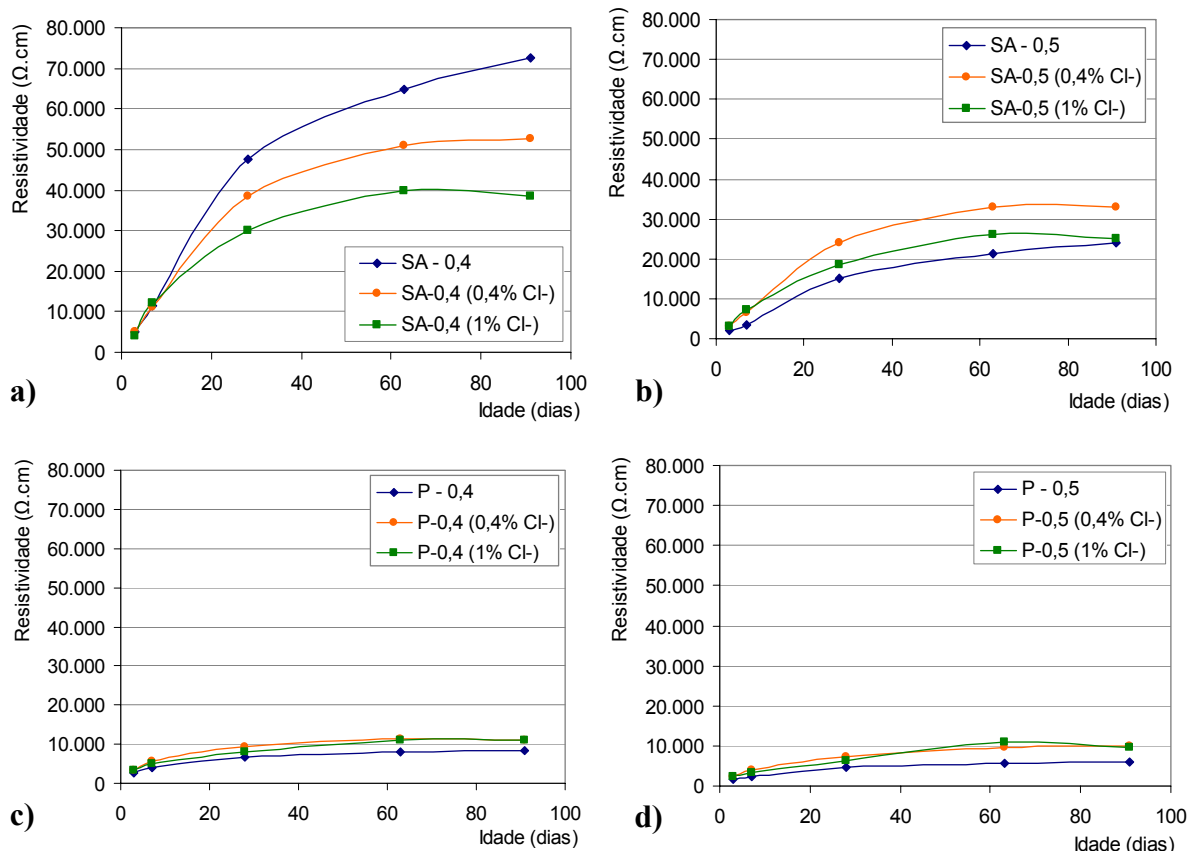 a)
Resistividade (Ω.cm)
80.000
70.000
60.000
50.000
40.000
30.000
20.000
10.000
0
0 20 40 60 80 100
Idade (dias)
SA - 0,4
SA-0,4 (0,4% Cl-)
SA-0,4 (1% Cl-)
b)
Resistividade (Ω.cm)
80.000
70.000
60.000
50.000
40.000
30.000
20.000
10.000
0
0 20 40 60 80 100
Idade (dias)
SA - 0,5
SA-0,5 (0,4% Cl-)
SA-0,5 (1% Cl-)
c)
Resistividade (Ω.cm)
80.000
70.000
60.000
50.000
40.000
30.000
20.000
10.000
0
0 20 40 60 80 100
Idade (dias)
P - 0,4
P-0,4 (0,4% Cl-)
P-0,4 (1% Cl-)
d)
Resistividade (Ω.cm)
80.000
70.000
60.000
50.000
40.000
30.000
20.000
10.000
0
0 20 40 60 80 100
Idade (dias)
P - 0,5
P-0,5 (0,4% Cl-)
P-0,5 (1% Cl-)